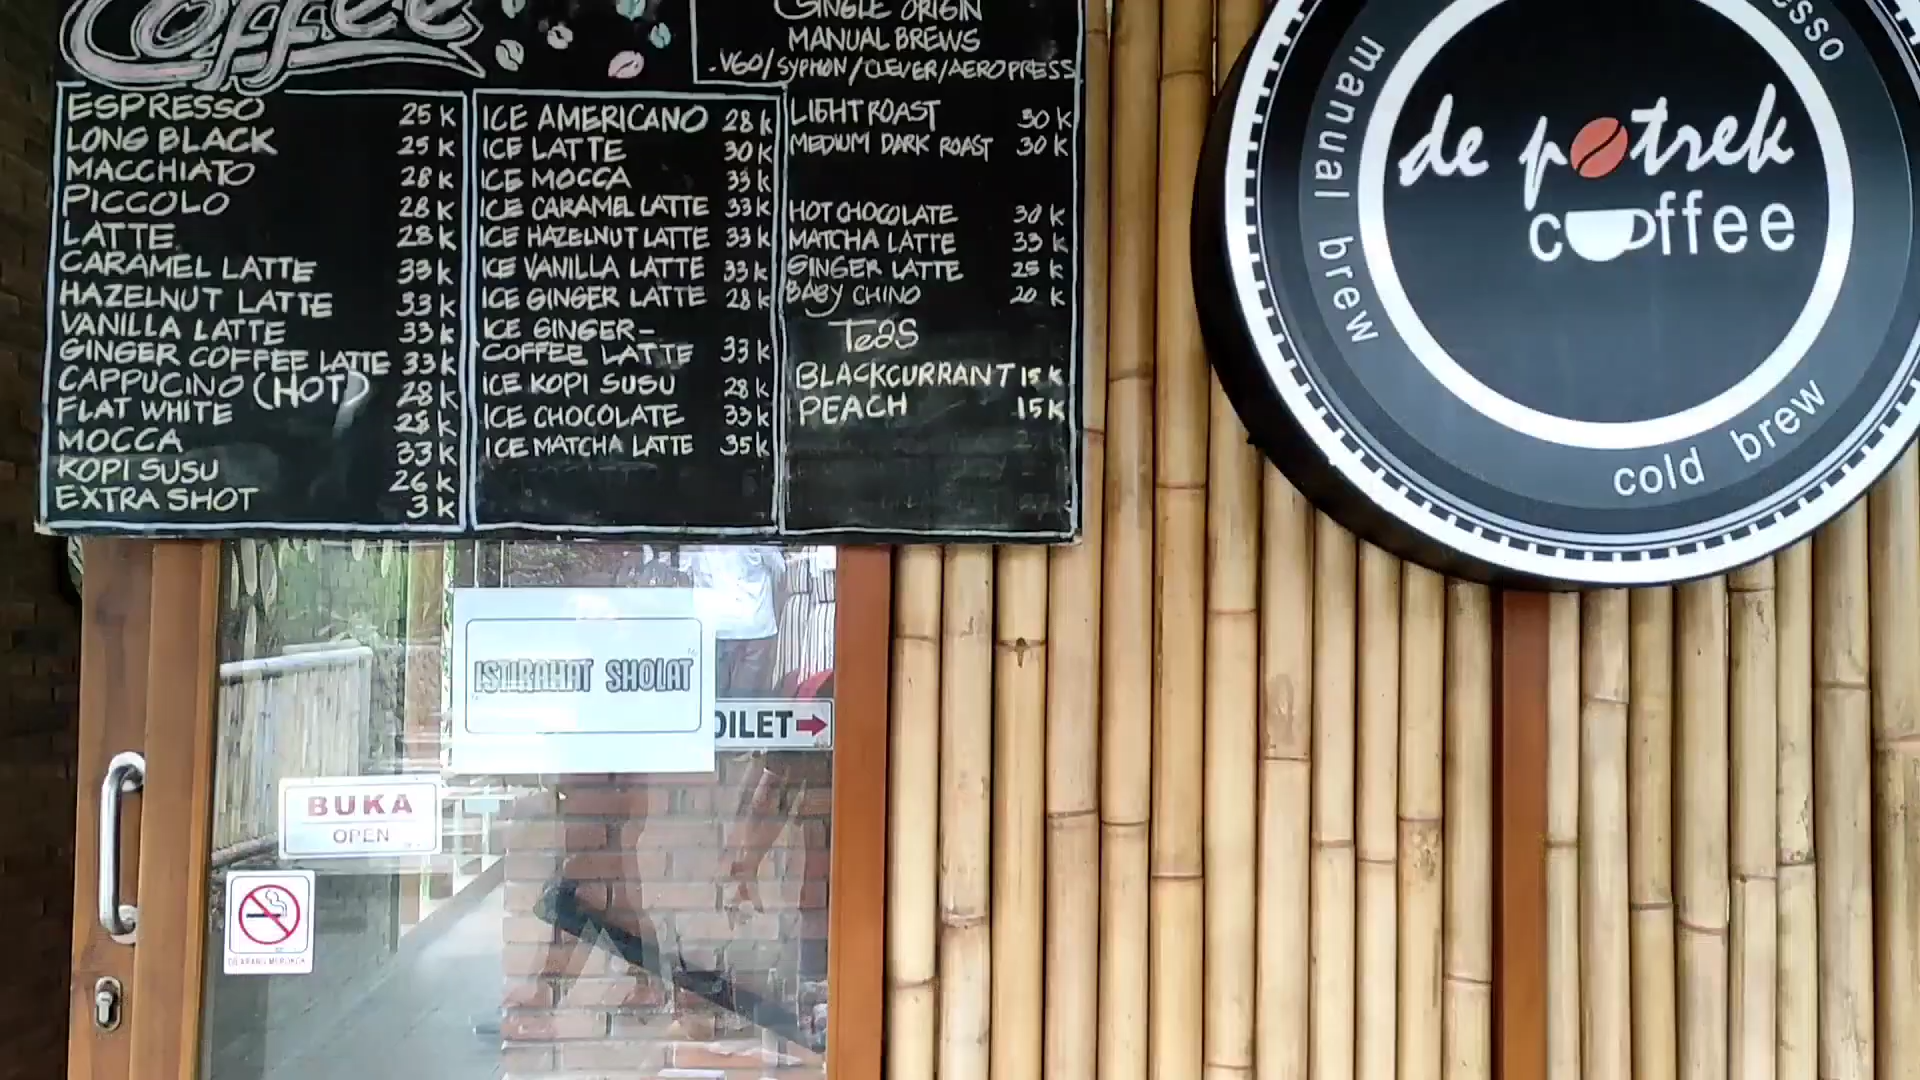 Coffee
ESPRESSO 25 K
LONG BLACK 25 K
MACCHIATO 28 K
PICCOLO 28 K
LATTE 28 K
CARAMEL LATTE 33 K
HAZELNUT LATTE 33 K
VANILLA LATTE 33 K
GINGER COFFEE LATTE 33 K
CAPPUCINO (HOT) 28 K
FLAT WHITE 28 K
MOCCA 33 K
KOPI SUSU 26 K
EXTRA SHOT 3 K
ICE AMERICANO 28 K
ICE LATTE 30 K
ICE MOCCA 33 K
ICE CARAMEL LATTE 33 K
ICE HAZELNUT LATTE 33 K
ICE VANILLA LATTE 33 K
ICE GINGER LATTE 28 K
ICE GINGER-
COFFEE LATTE 33 K
ICE KOPI SUSU 28 K
ICE CHOCOLATE 33 K
ICE MATCHA LATTE 35 K
SINGLE ORIGIN
MANUAL BREWS
- V60/SYPHON/CLEVER/AEROPRESS
LIGHT ROAST 30 K
MEDIUM DARK ROAST 30 K
HOT CHOCOLATE 30 K
MATCHA LATTE 33 K
GINGER LATTE 25 K
BABY CHINO 20 K
TeaS
BLACKCURRANT 15 K
PEACH 15 K
manual brew
esso
de potrek
coffee
cold brew
ISTIRAHAT SHOLAT
OILET
BUKA
OPEN
DILARANG MEROKOK